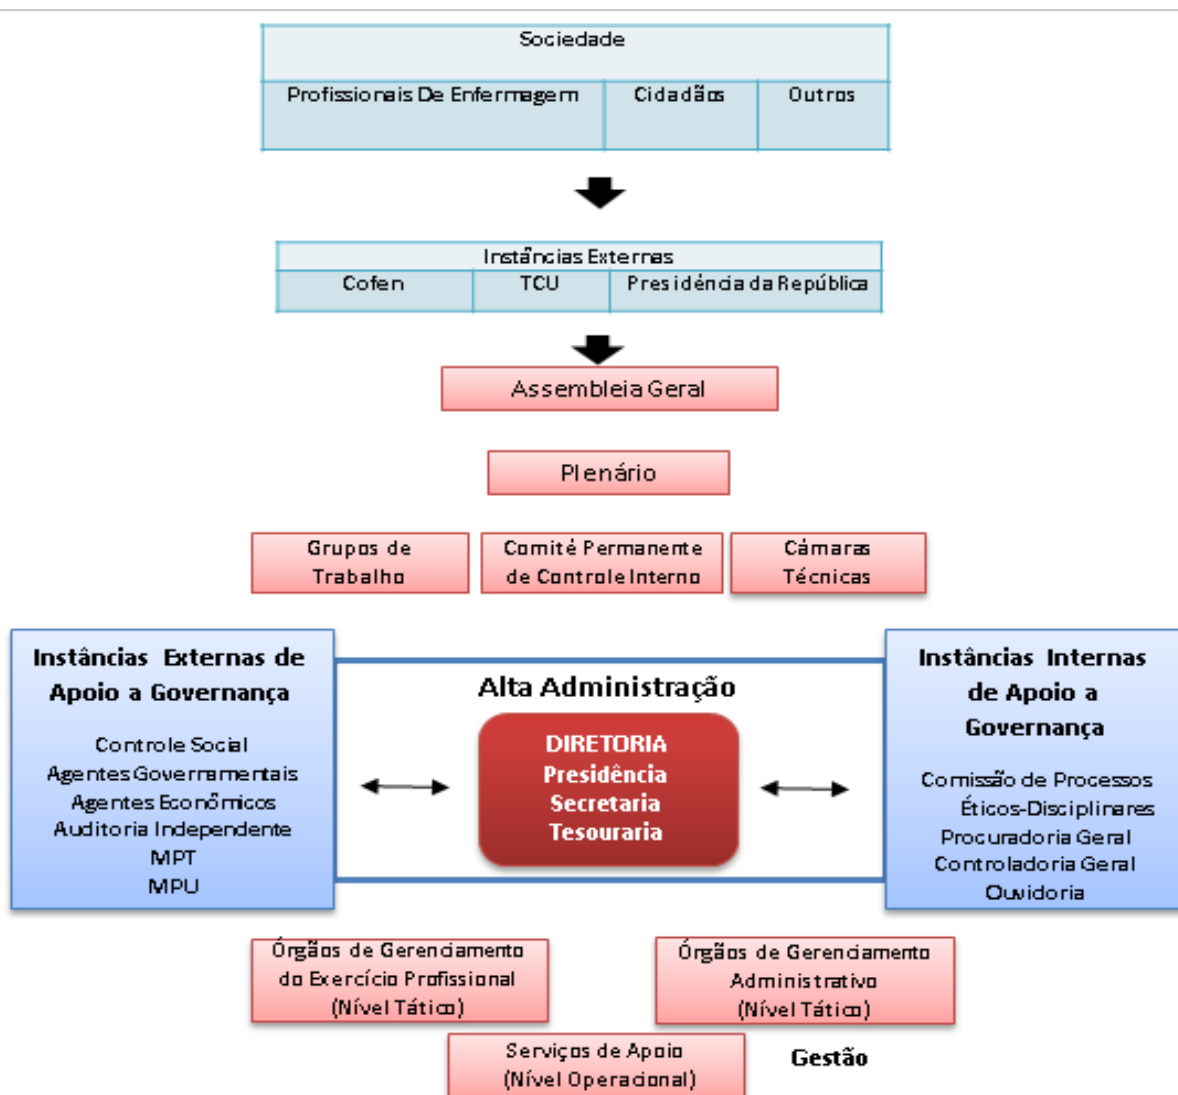 Sociedade
Profissionais De Enfermagem
Cidadãos
Outros
Instâncias Externas
Cofen
TCU
Presidência da República
Assembleia Geral
Plenário
Grupos de
Trabalho
Comitê Permanente
de Controle Interno
Câmaras
Técnicas
Instâncias Externas de
Apoio a Governança
Controle Social
Agentes Governamentais
Agentes Econômicos
Auditoria Independente
MPT
MPU
Alta Administração
DIRETORIA
Presidência
Secretaria
Tesouraria
Instâncias Internas
de Apoio a
Governança
Comissão de Processos
Éticos-Disciplinares
Procuradoria Geral
Controladoria Geral
Ouvidoria
Órgãos de Gerenciamento
do Exercício Profissional
(Nível Tático)
Órgãos de Gerenciamento
Administrativo
(Nível Tático)
Serviços de Apoio
(Nível Operacional)
Gestão